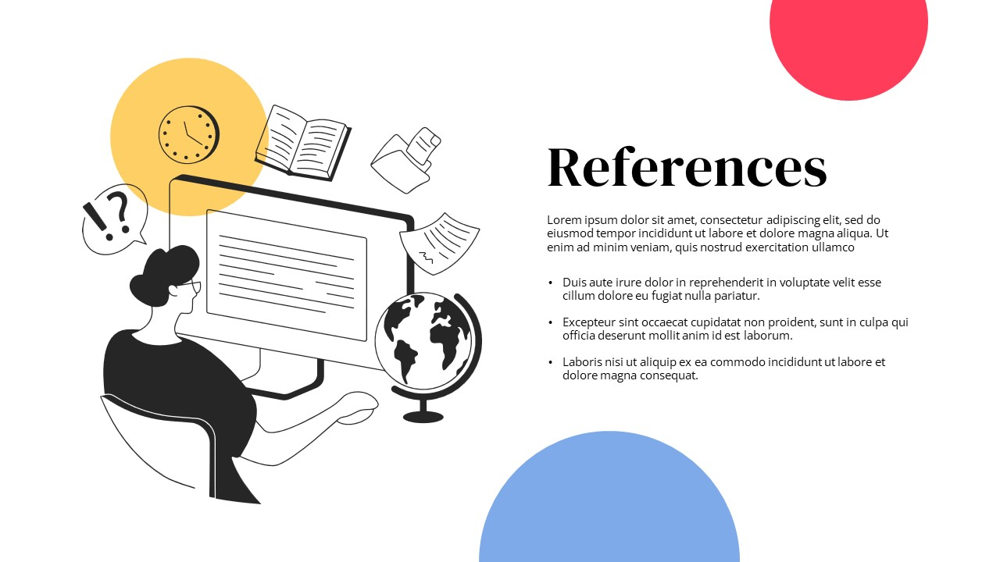 !?
References
Lorem ipsum dolor sit amet, consectetur adipiscing elit, sed do
eiusmod tempor incididunt ut labore et dolore magna aliqua. Ut
enim ad minim veniam, quis nostrud exercitation ullamco
• Duis aute irure dolor in reprehenderit in voluptate velit esse
cillum dolore eu fugiat nulla pariatur.
• Excepteur sint occaecat cupidatat non proident, sunt in culpa qui
officia deserunt mollit anim id est laborum.
• Laboris nisi ut aliquip ex ea commodo incididunt ut labore et
dolore magna consequat.